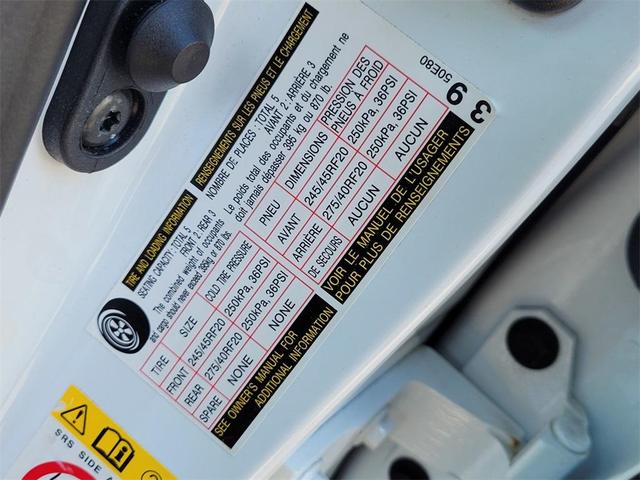 TIRE AND LOADING INFORMATION
RENSEIGNEMENTS SUR LES PNEUS ET LE CHARGEMENT
SEATING CAPACITY: TOTAL 5
FRONT 2: REAR 3
NOMBRE DE PLACES : TOTAL 5
AVANT 2 : ARRIÈRE 3
The combined weight of occupants
and cargo should never exceed 395kg or 870 lbs.
Le poids total des occupants et du chargement ne
doit jamais dépasser 395 kg ou 870 lb.
TIRE SIZE COLD TIRE PRESSURE
FRONT 245/45RF20 250kPa, 36PSI
REAR 275/40RF20 250kPa, 36PSI
SPARE NONE NONE
SEE OWNER'S MANUAL FOR
ADDITIONAL INFORMATION
PNEU DIMENSIONS PRESSION DES
PNEUS À FROID
AVANT 245/45RF20 250kPa, 36PSI
ARRIÈRE 275/40RF20 250kPa, 36PSI
DE SECOURS AUCUN AUCUN
VOIR LE MANUEL DE L'USAGER
POUR PLUS DE RENSEIGNEMENTS
50E80
9
3
SRS SIDE